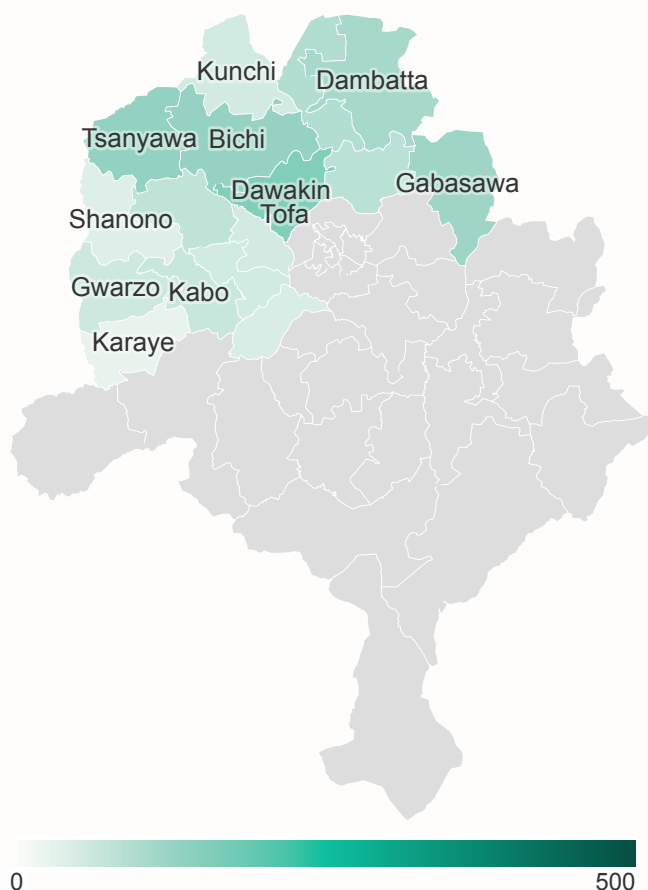 Kunchi
Dambatta
Tsanyawa
Bichi
Gabasawa
Dawakin
Tofa
Shanono
Gwarzo
Kabo
Karaye
0
500